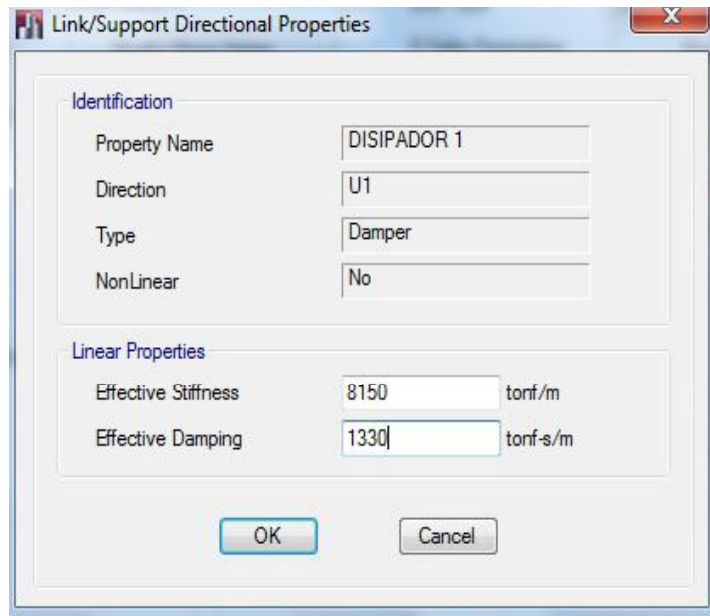 Link/Support Directional Properties
Identification
Property Name DISIPADOR 1
Direction U1
Type Damper
NonLinear No
Linear Properties
Effective Stiffness 8150 tonf/m
Effective Damping 1330 tonf-s/m
OK Cancel